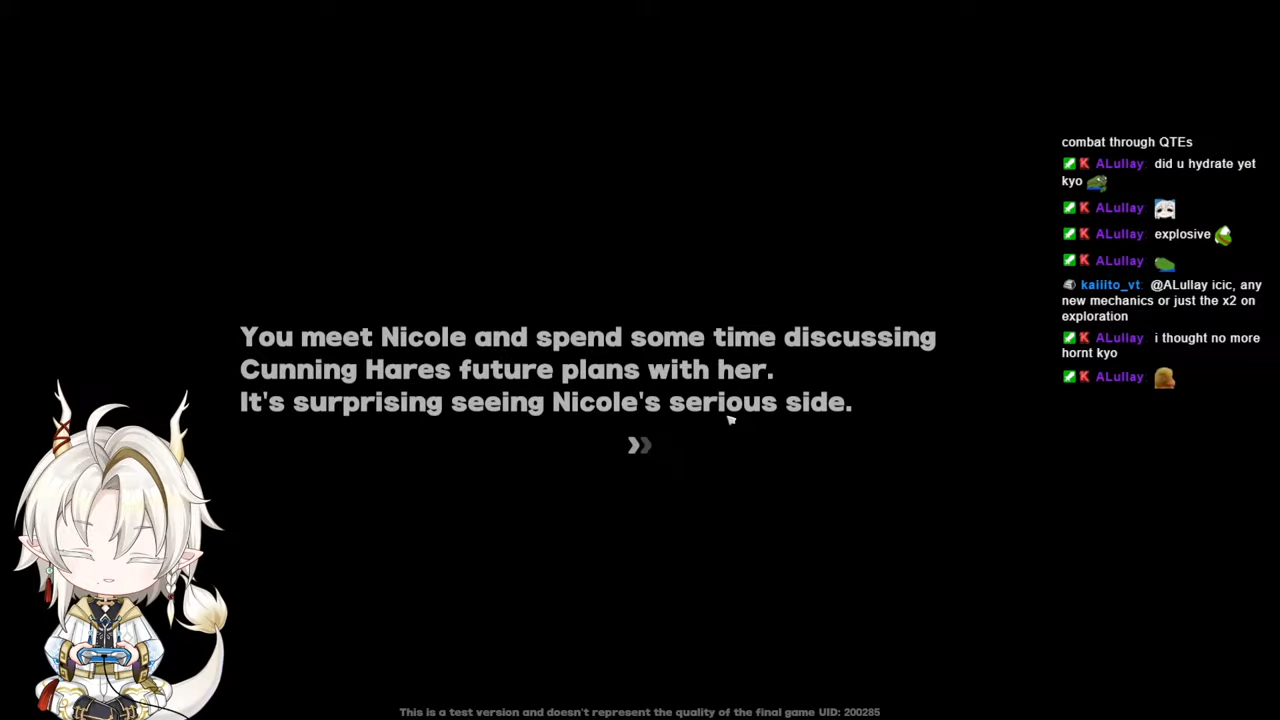 combat through QTEs
ALullay: did u hydrate yet
kyo
ALullay:
ALullay: explosive
ALullay:
kaiiito_vt: @ALullay icic, any
new mechanics or just the x2 on
exploration
ALullay: i thought no more
hornt kyo
ALullay:
You meet Nicole and spend some time discussing
Cunning Hares future plans with her.
It's surprising seeing Nicole's serious side.
This is a test version and doesn't represent the quality of the final game UID: 200285